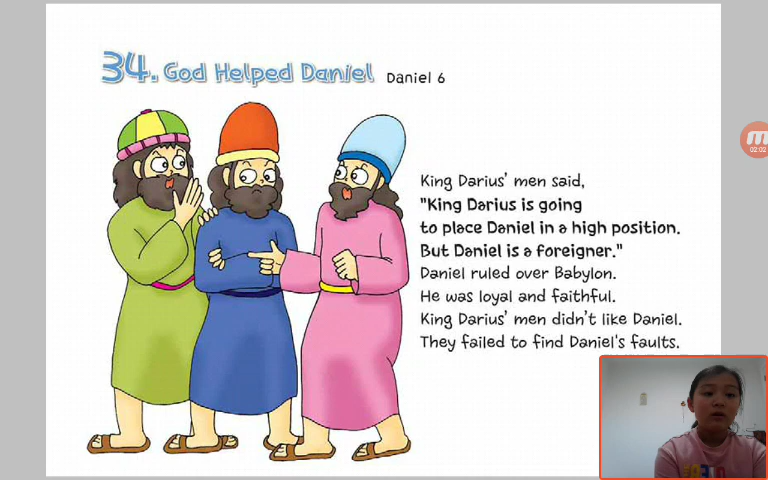 34. God Helped Daniel Daniel 6
King Darius' men said,
"King Darius is going
to place Daniel in a high position.
But Daniel is a foreigner."
Daniel ruled over Babylon.
He was loyal and faithful.
King Darius' men didn't like Daniel.
They failed to find Daniel's faults.
02:02